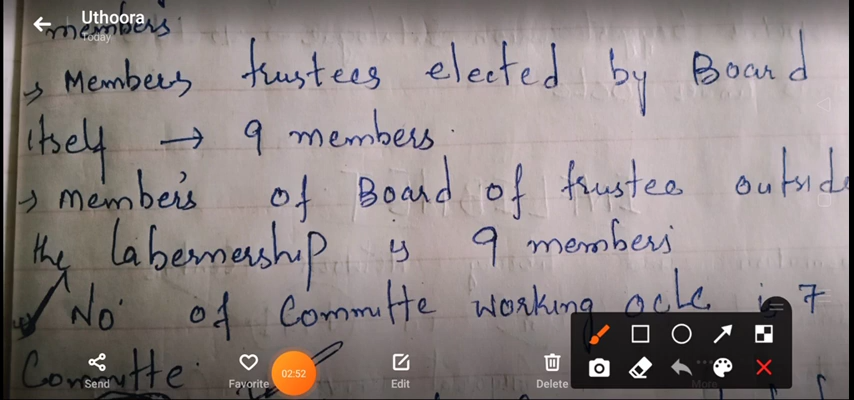 Uthoora
Today
members
→ Members trustees elected by Board
itself → 9 members.
→ members of Board of trustee outside
the labernership is 9 members
No of Committe working OCLC is 7
Committe
Send
Favorite
02:52
Edit
Delete
More